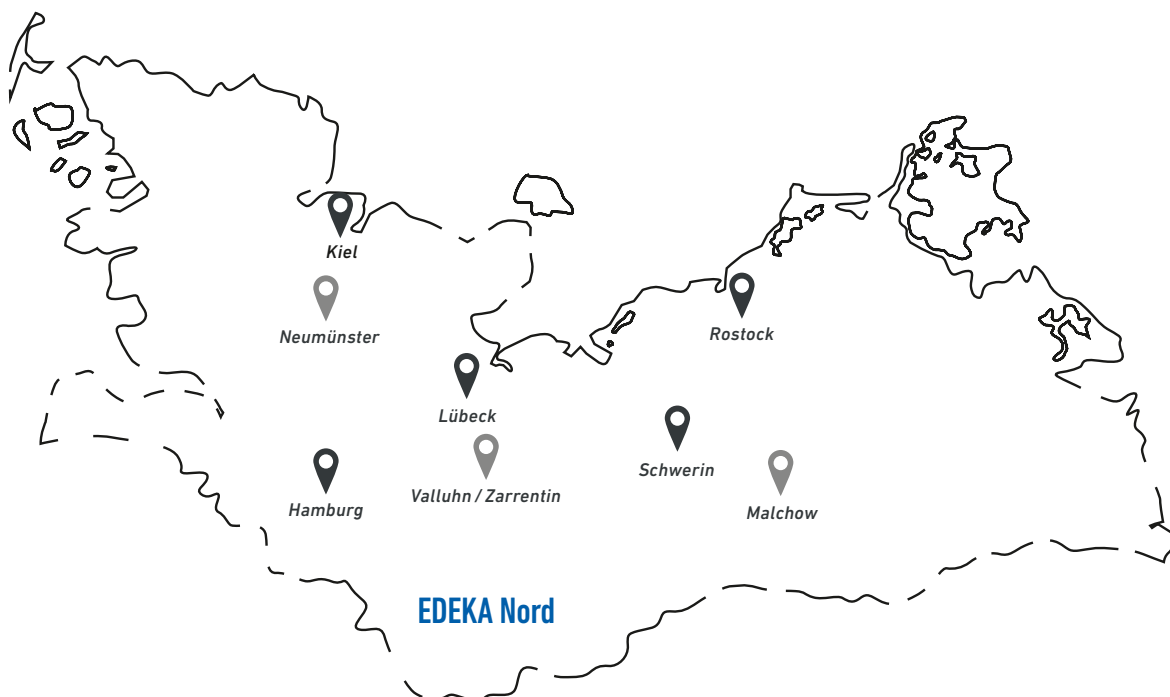 Kiel
Neumünster
Rostock
Lübeck
Schwerin
Valluhn / Zarrentin
Hamburg
Malchow
EDEKA Nord